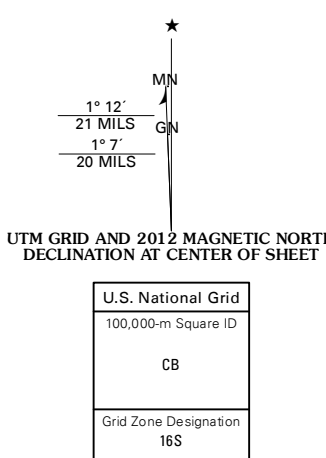 ★
MN
1° 12´
21 MILS
GN
1° 7´
20 MILS
UTM GRID AND 2012 MAGNETIC NORTH
DECLINATION AT CENTER OF SHEET
U.S. National Grid
100,000-m Square ID
CB
Grid Zone Designation
16S